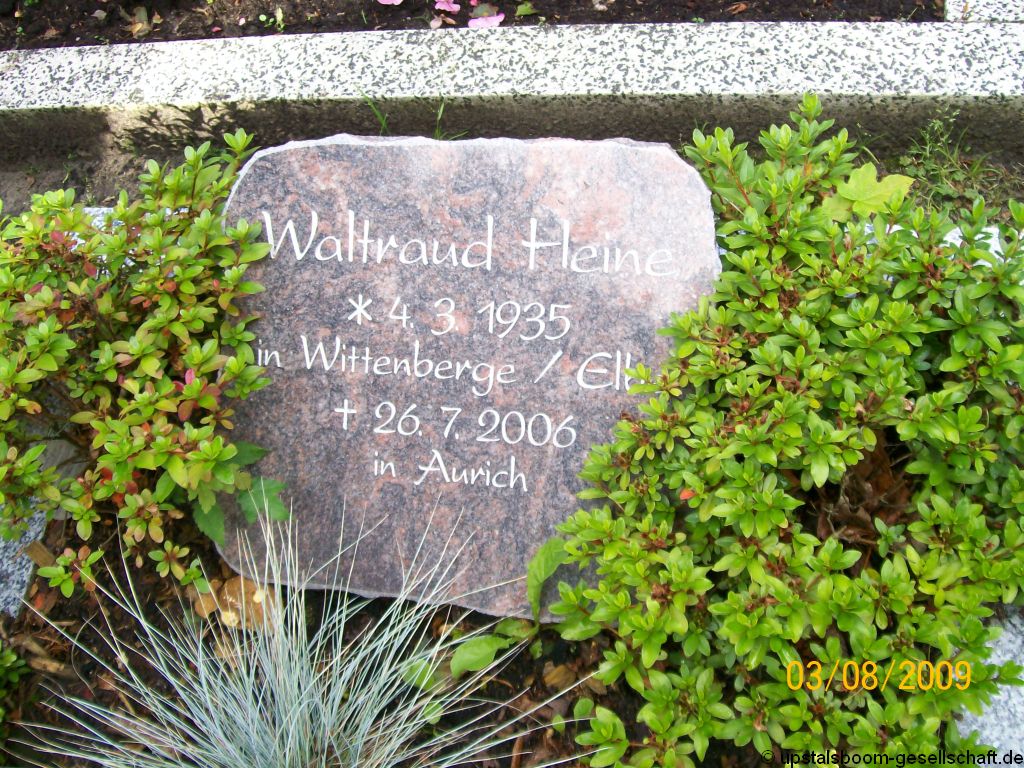 Waltraud Heine
* 4. 3. 1935
in Wittenberge / Elb
† 26. 7. 2006
in Aurich
03/08/2009
© upstalsboom-gesellschaft.de